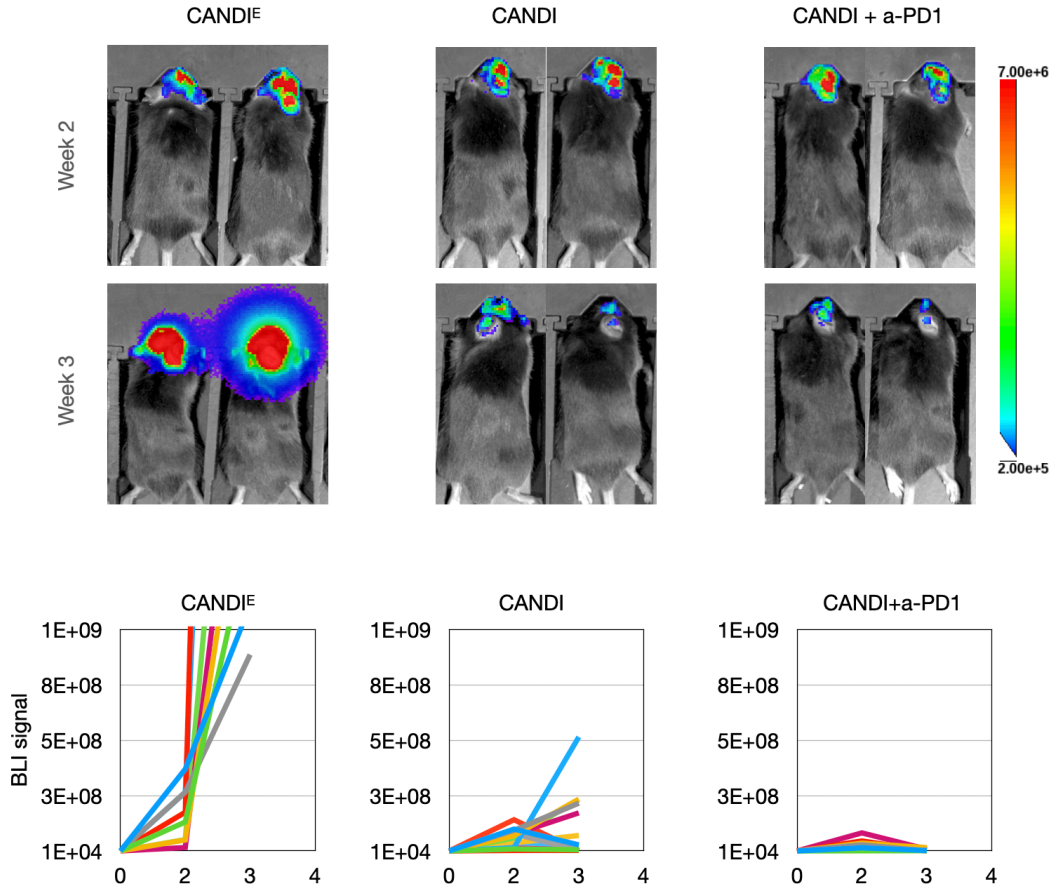 CANDIᴱ CANDI CANDI + a-PD1
Week 2
7.00e+6
Week 3
2.00e+5
CANDIᴱ CANDI CANDI+a-PD1
BLI signal
1E+09 1E+09 1E+09
8E+08 8E+08 8E+08
5E+08 5E+08 5E+08
3E+08 3E+08 3E+08
1E+04 1E+04 1E+04
0 2 3 4 0 2 3 4 0 2 3 4